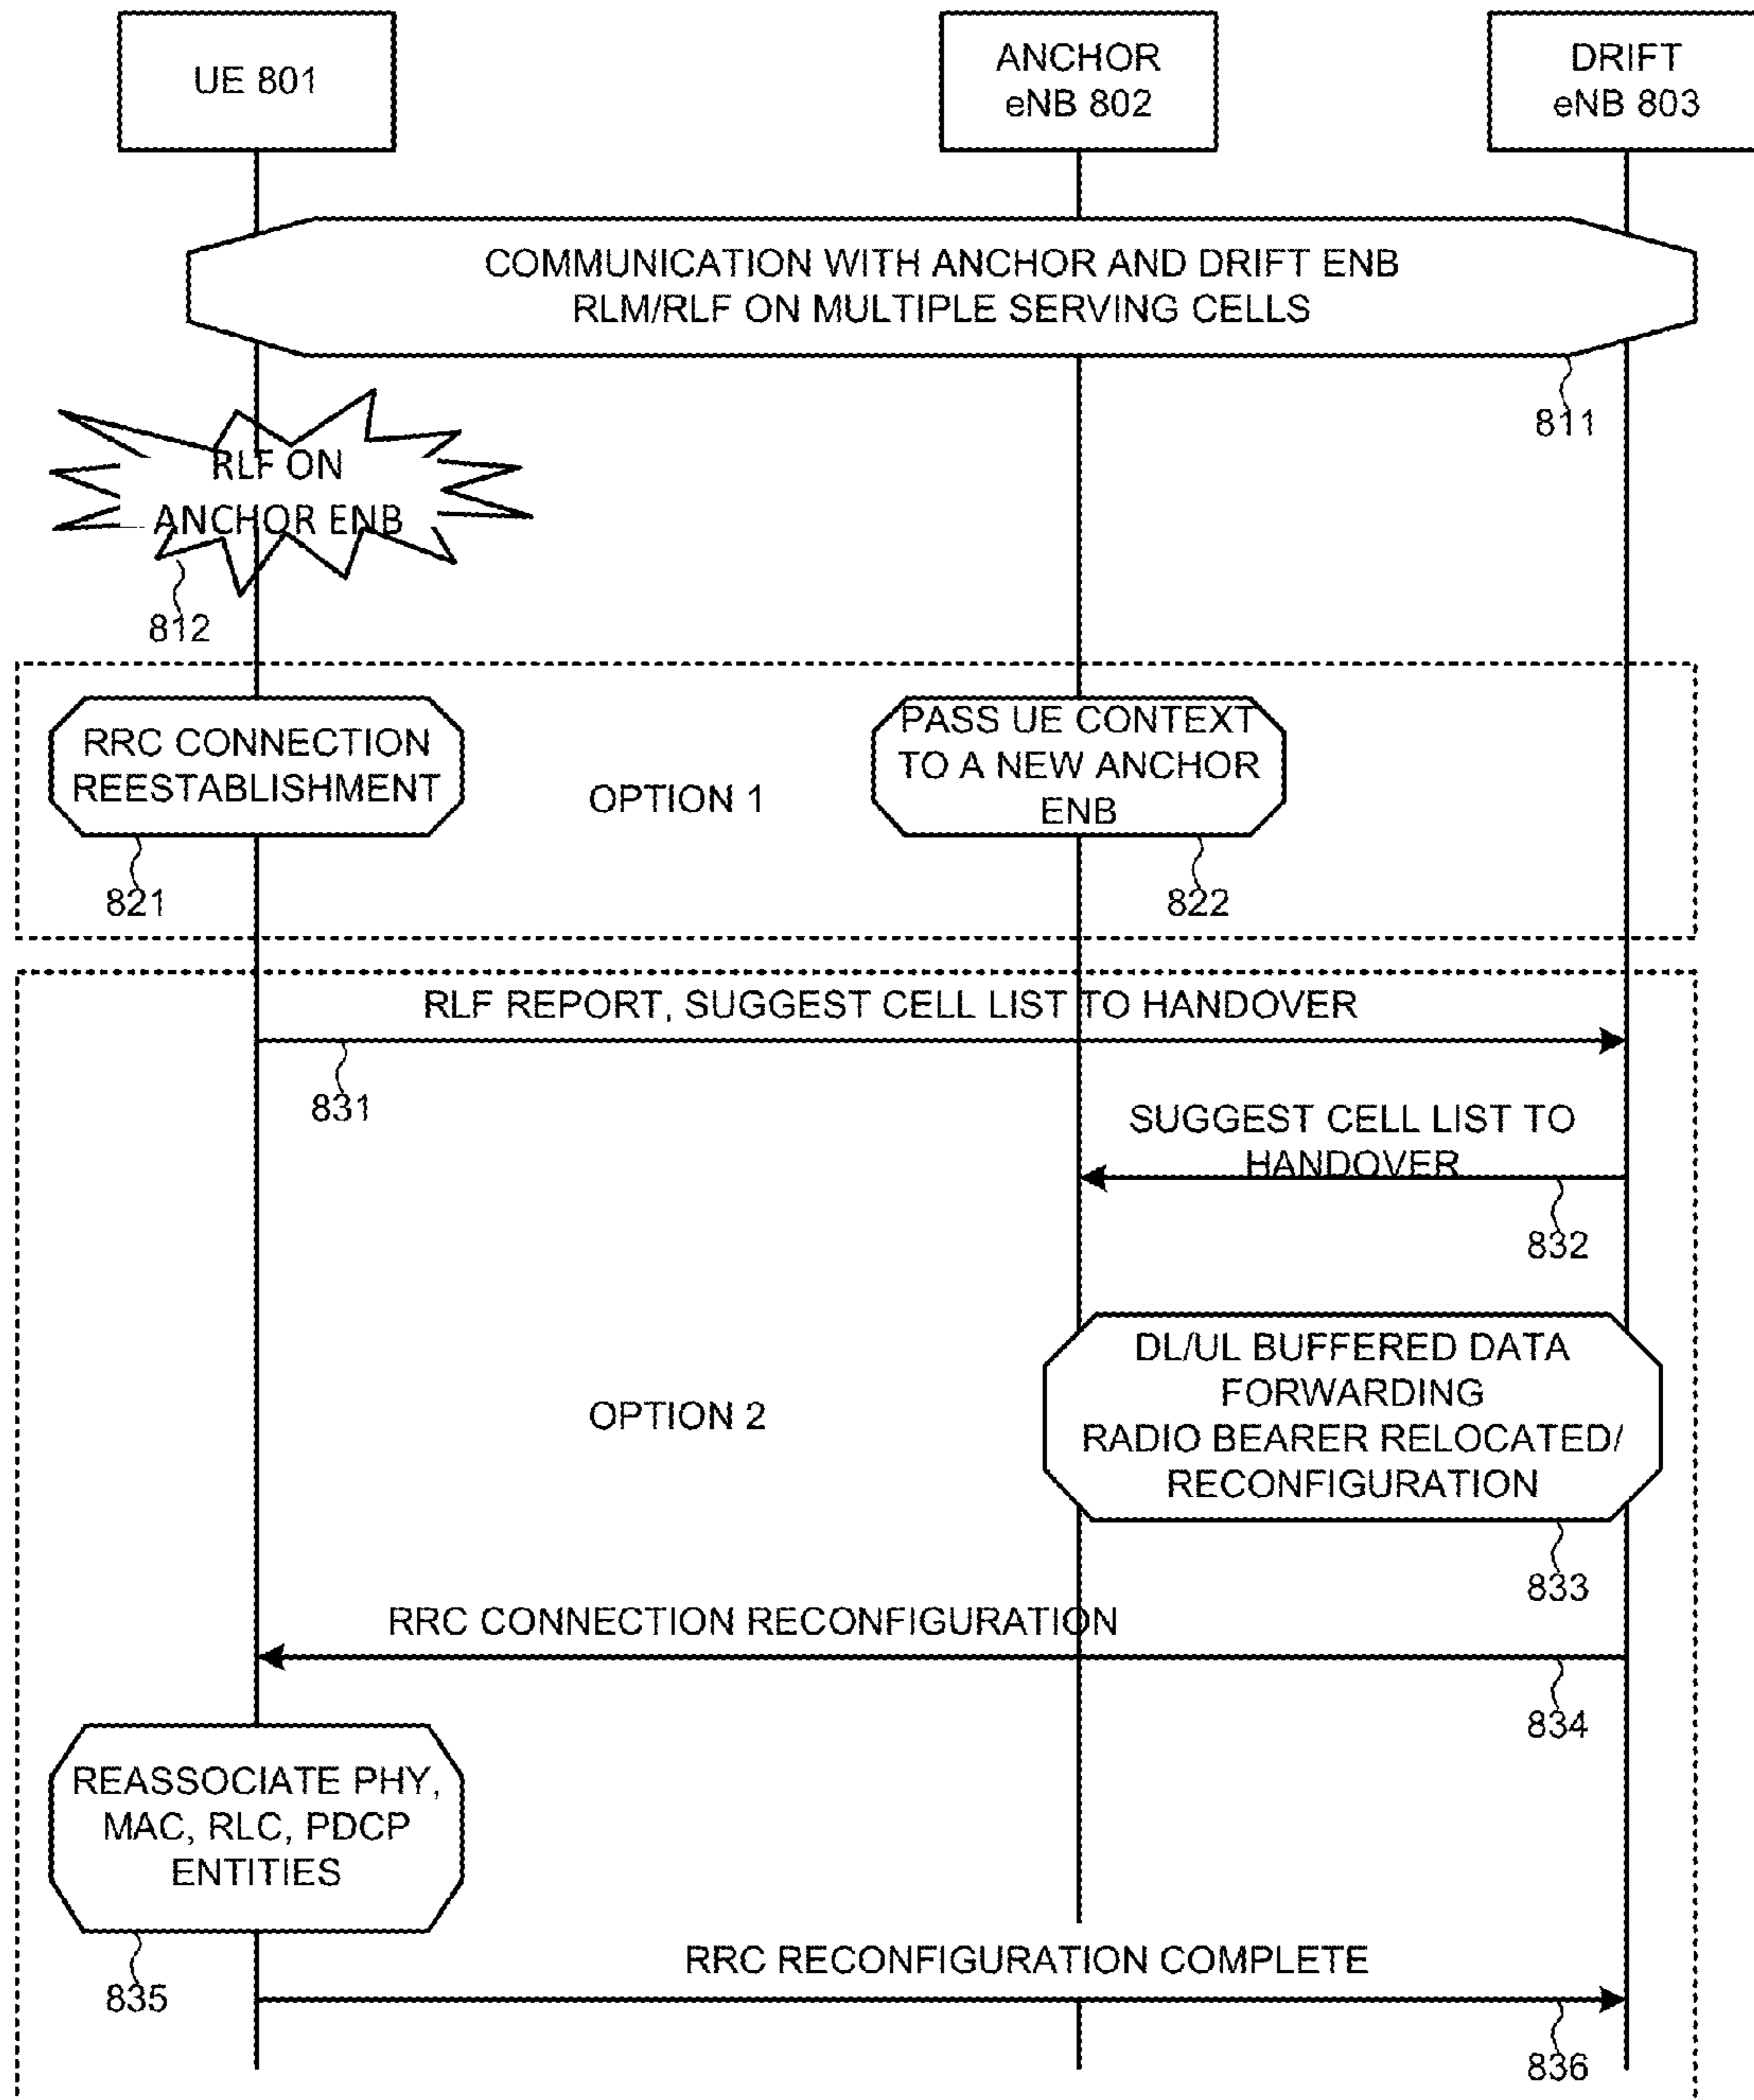 UE 801
ANCHOR
eNB 802
DRIFT
eNB 803
COMMUNICATION WITH ANCHOR AND DRIFT ENB
RLM/RLF ON MULTIPLE SERVING CELLS
811
RLF ON
ANCHOR ENB
812
RRC CONNECTION
REESTABLISHMENT
821
OPTION 1
PASS UE CONTEXT
TO A NEW ANCHOR
ENB
822
RLF REPORT, SUGGEST CELL LIST TO HANDOVER
831
SUGGEST CELL LIST TO
HANDOVER
832
OPTION 2
DL/UL BUFFERED DATA
FORWARDING
RADIO BEARER RELOCATED/
RECONFIGURATION
833
RRC CONNECTION RECONFIGURATION
834
REASSOCIATE PHY,
MAC, RLC, PDCP
ENTITIES
835
RRC RECONFIGURATION COMPLETE
836